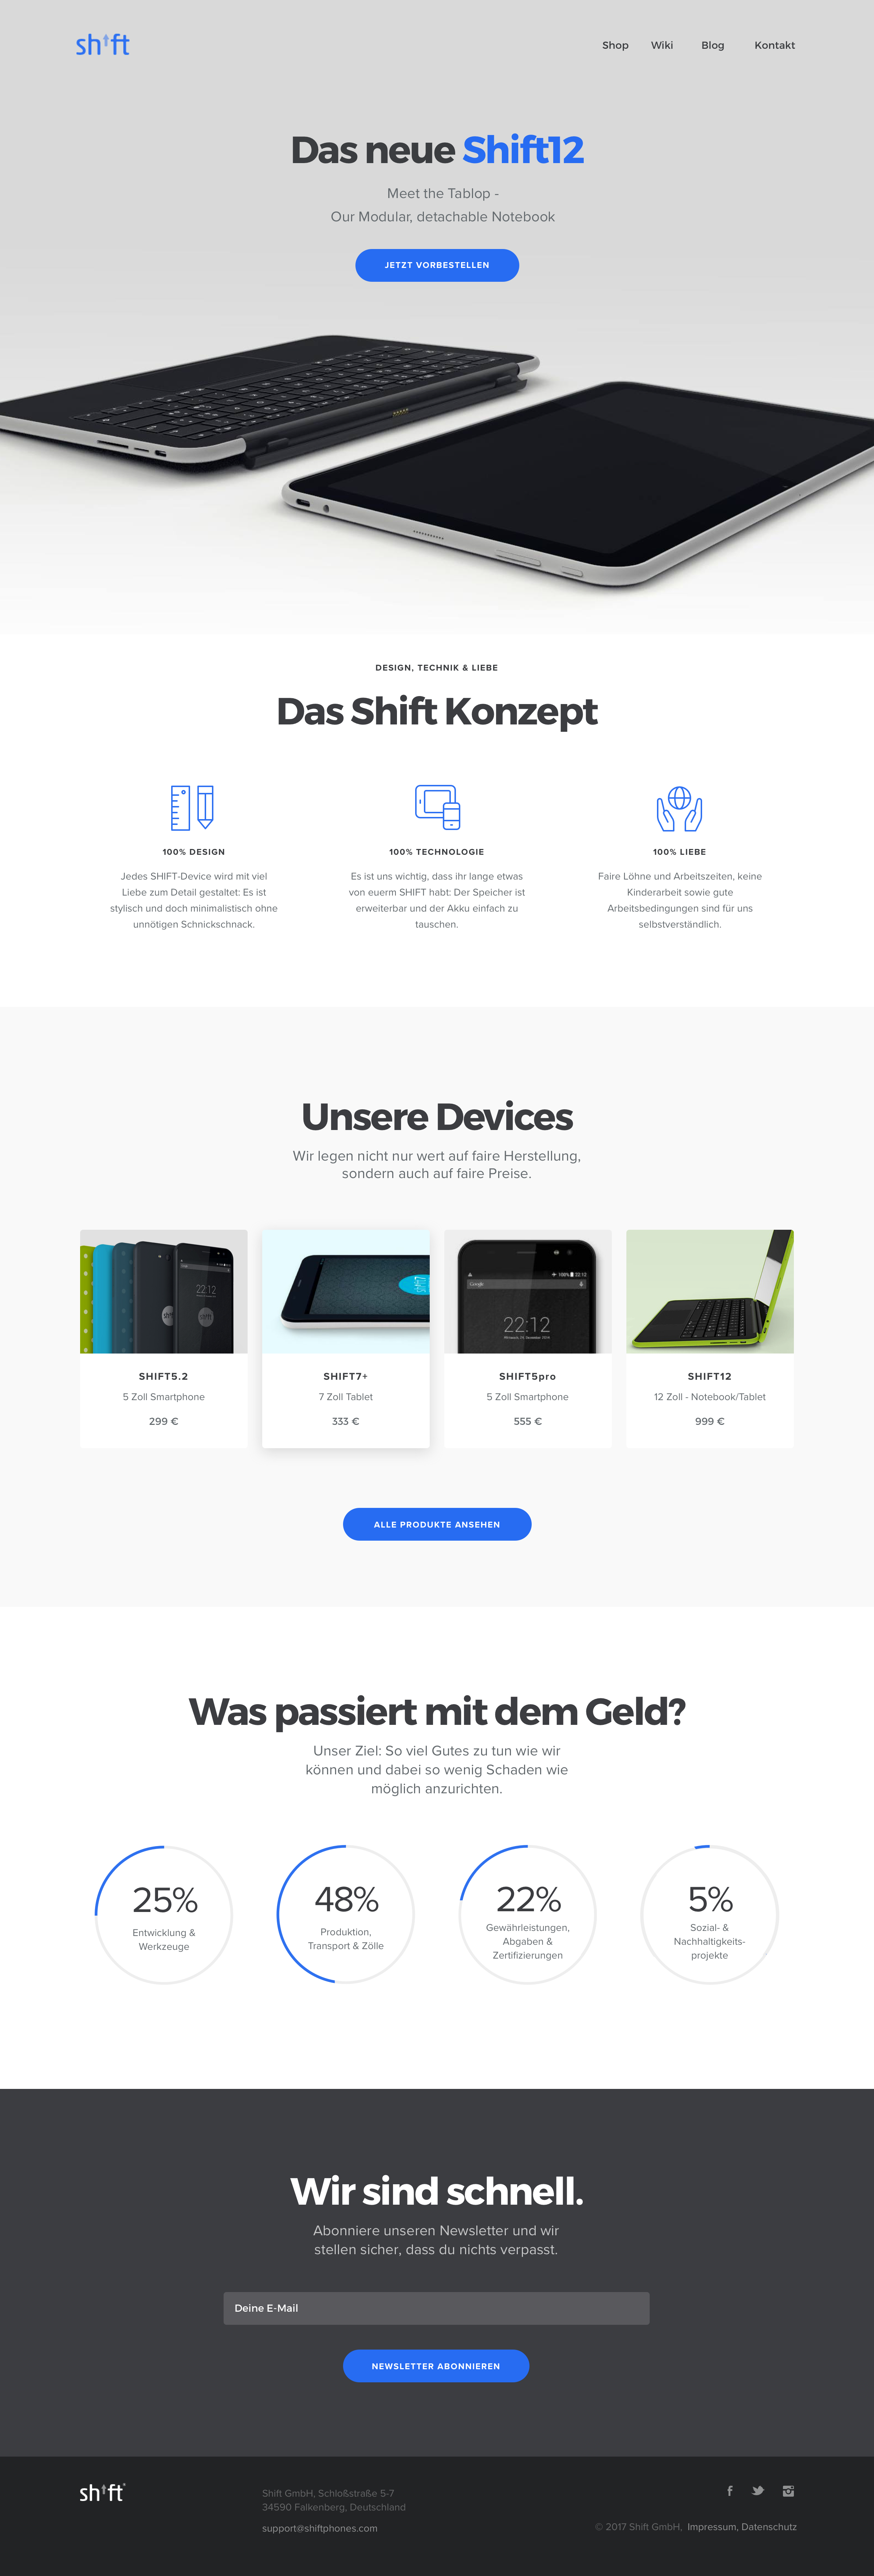 shift
Shop Wiki Blog Kontakt
Das neue Shift12
Meet the Tablop -
Our Modular, detachable Notebook
JETZT VORBESTELLEN
DESIGN, TECHNIK & LIEBE
Das Shift Konzept
100% DESIGN
Jedes SHIFT-Device wird mit viel
Liebe zum Detail gestaltet: Es ist
stylisch und doch minimalistisch ohne
unnötigen Schnickschnack.
100% TECHNOLOGIE
Es ist uns wichtig, dass ihr lange etwas
von euerm SHIFT habt: Der Speicher ist
erweiterbar und der Akku einfach zu
tauschen.
100% LIEBE
Faire Löhne und Arbeitszeiten, keine
Kinderarbeit sowie gute
Arbeitsbedingungen sind für uns
selbstverständlich.
Unsere Devices
Wir legen nicht nur wert auf faire Herstellung,
sondern auch auf faire Preise.
22:12
SHIFT5.2
5 Zoll Smartphone
299 €
SHIFT7+
7 Zoll Tablet
333 €
100% 22:12
Google
22:12
SHIFT5pro
5 Zoll Smartphone
555 €
SHIFT12
12 Zoll - Notebook/Tablet
999 €
ALLE PRODUKTE ANSEHEN
Was passiert mit dem Geld?
Unser Ziel: So viel Gutes zu tun wie wir
können und dabei so wenig Schaden wie
möglich anzurichten.
25%
Entwicklung &
Werkzeuge
48%
Produktion,
Transport & Zölle
22%
Gewährleistungen,
Abgaben &
Zertifizierungen
5%
Sozial- &
Nachhaltigkeits-
projekte
Wir sind schnell.
Abonniere unseren Newsletter und wir
stellen sicher, dass du nichts verpasst.
Deine E-Mail
NEWSLETTER ABONNIEREN
shift
Shift GmbH, Schloßstraße 5-7
34590 Falkenberg, Deutschland
support@shiftphones.com
© 2017 Shift GmbH, Impressum, Datenschutz